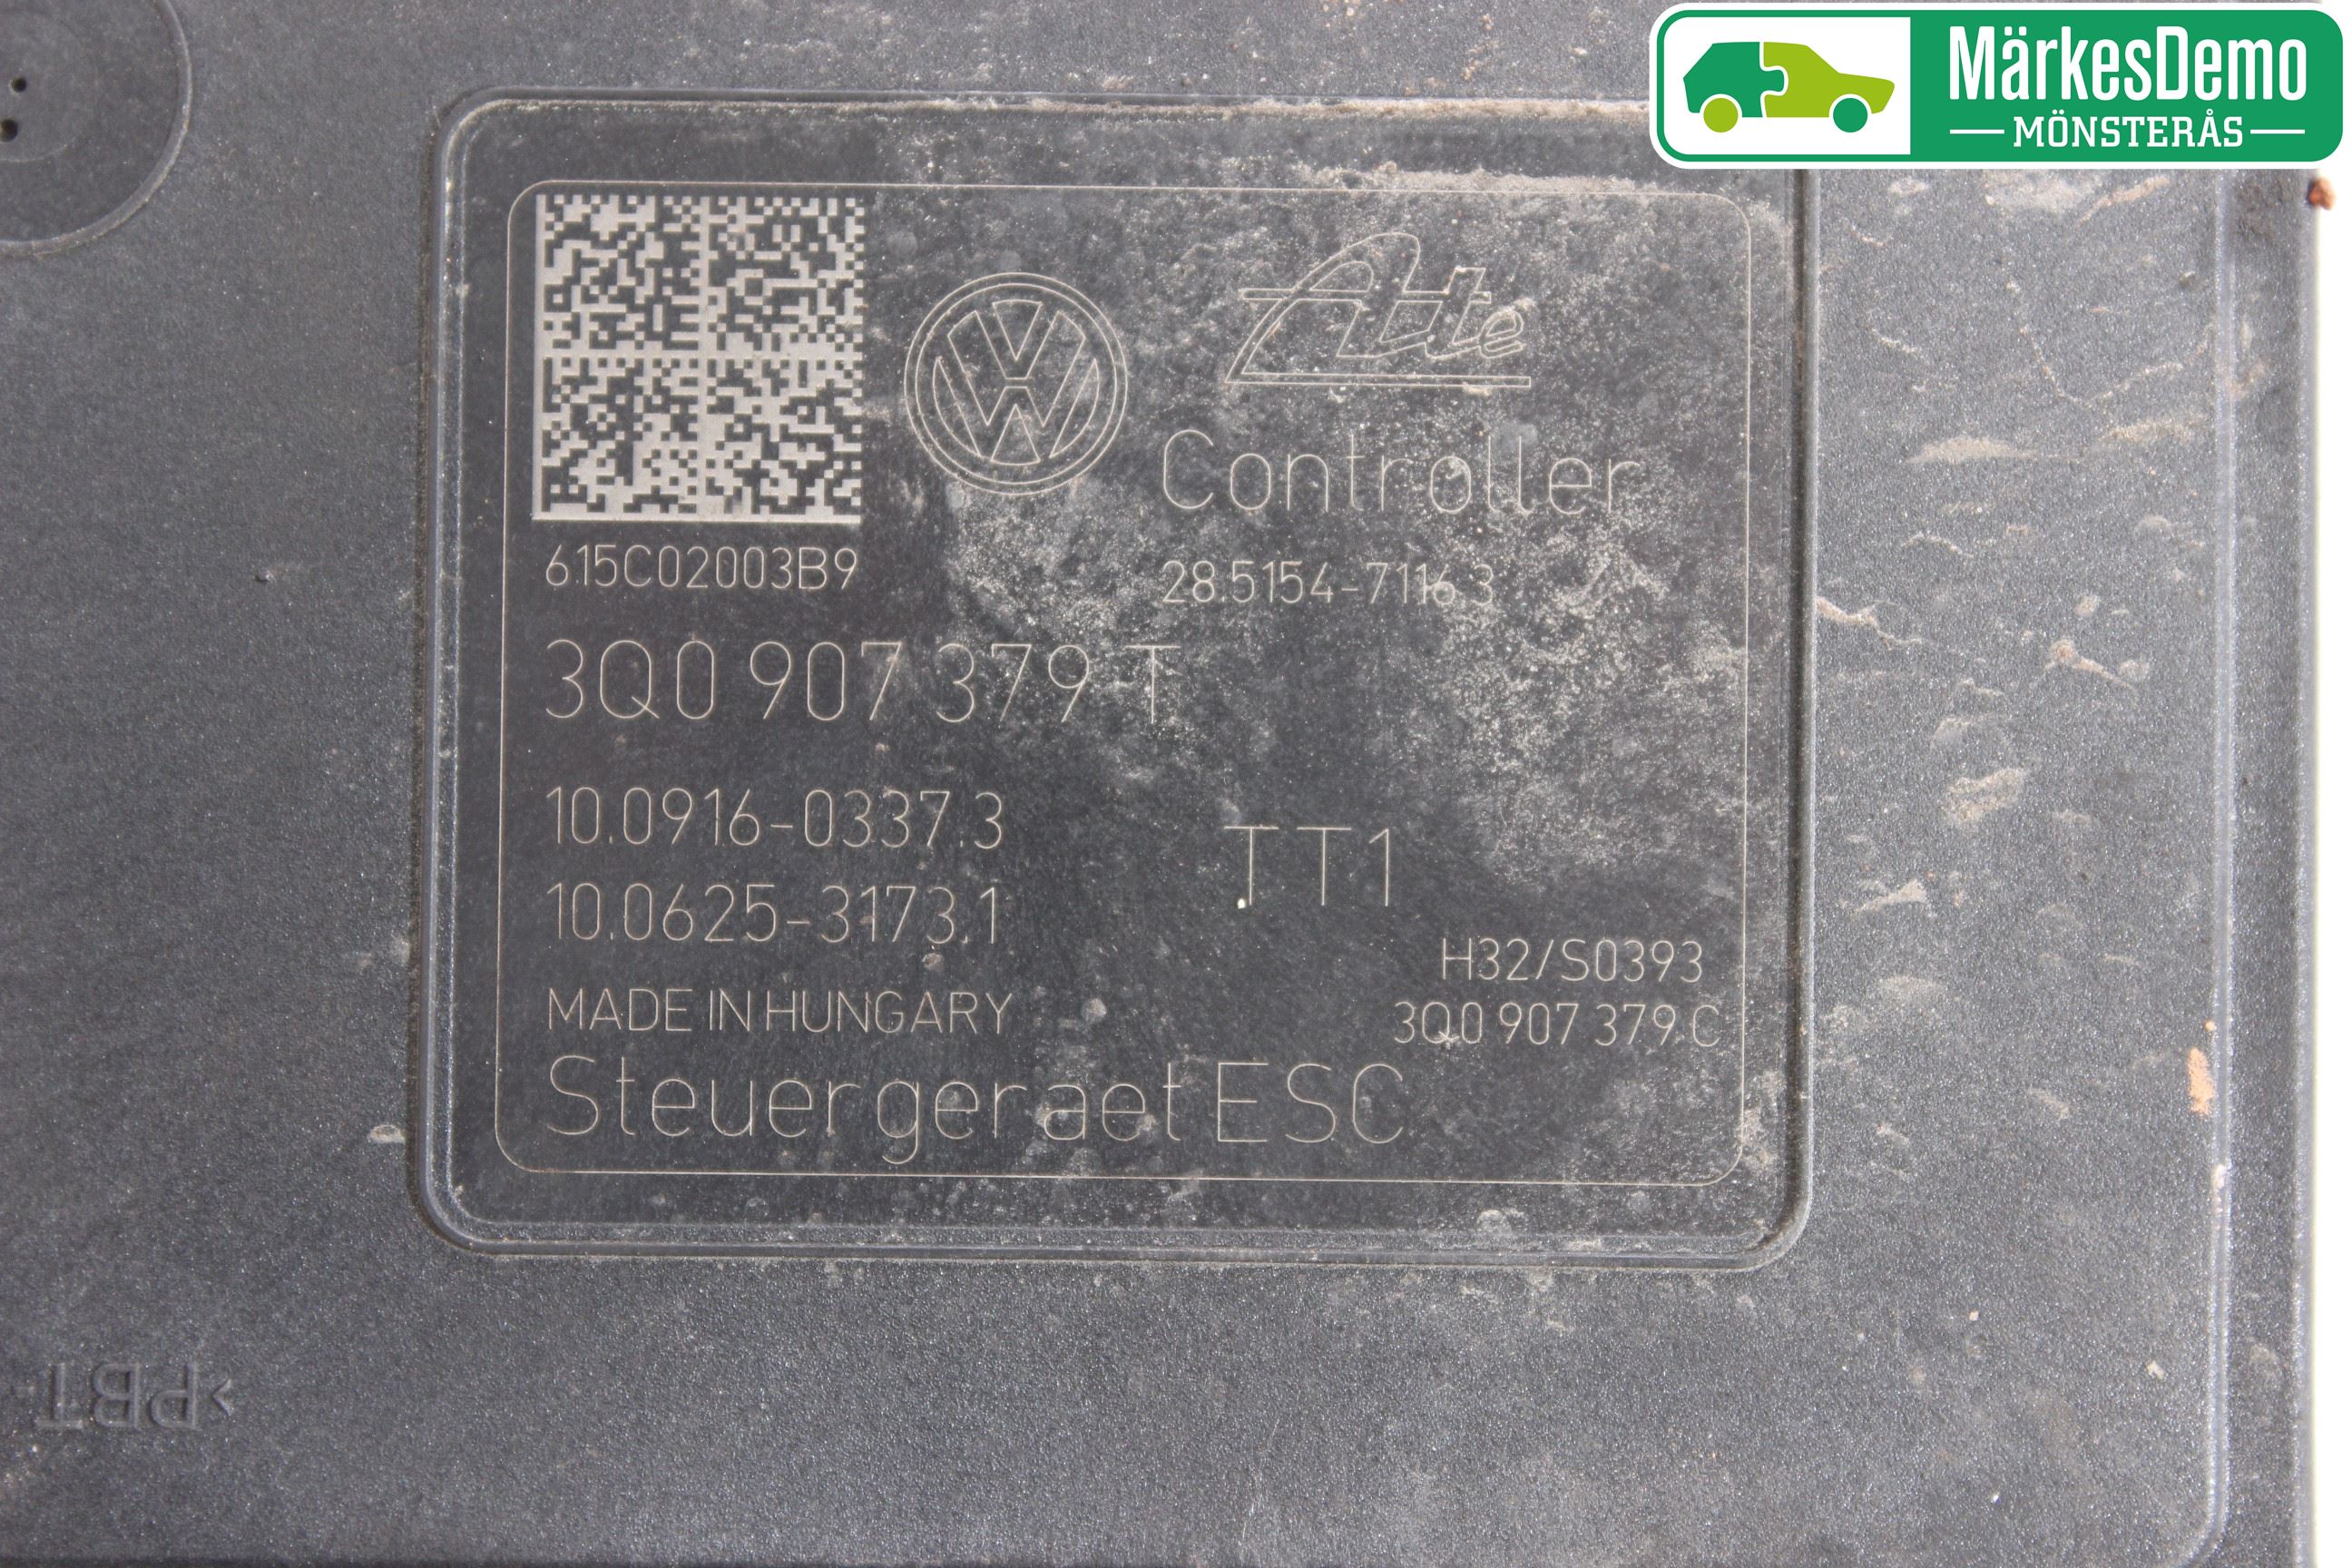 MärkesDemo
MÖNSTERÅS
Ate
Controller
615C02003B9
28.5154-7116.3
3Q0 907 379 T
10.0916-0337.3
TT1
10.0625-3173.1
H32/S0393
MADE IN HUNGARY
3Q0 907 379 C
Steuergeraet ESC
>PBT